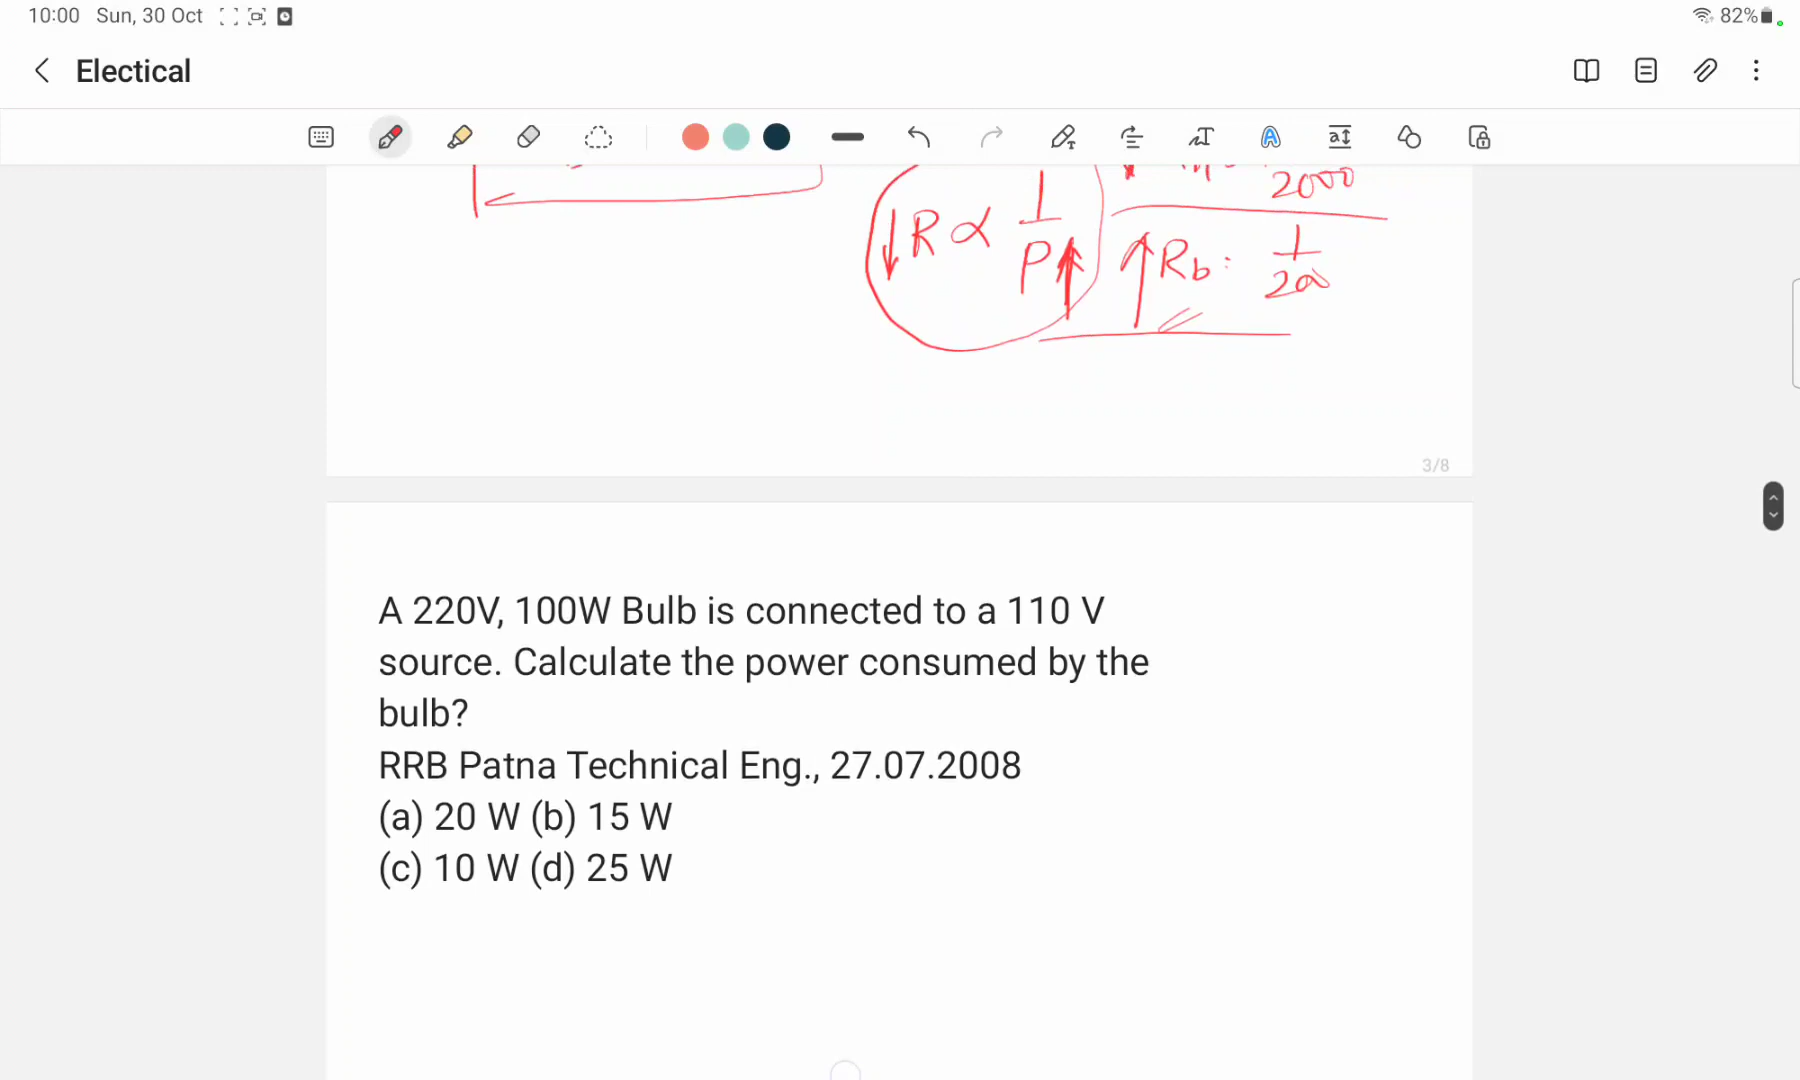 10:00 Sun, 30 Oct
82%
Electical
2000
R ∝ 1/P
Rb : 1/200
3/8
A 220V, 100W Bulb is connected to a 110 V
source. Calculate the power consumed by the
bulb?
RRB Patna Technical Eng., 27.07.2008
(a) 20 W (b) 15 W
(c) 10 W (d) 25 W